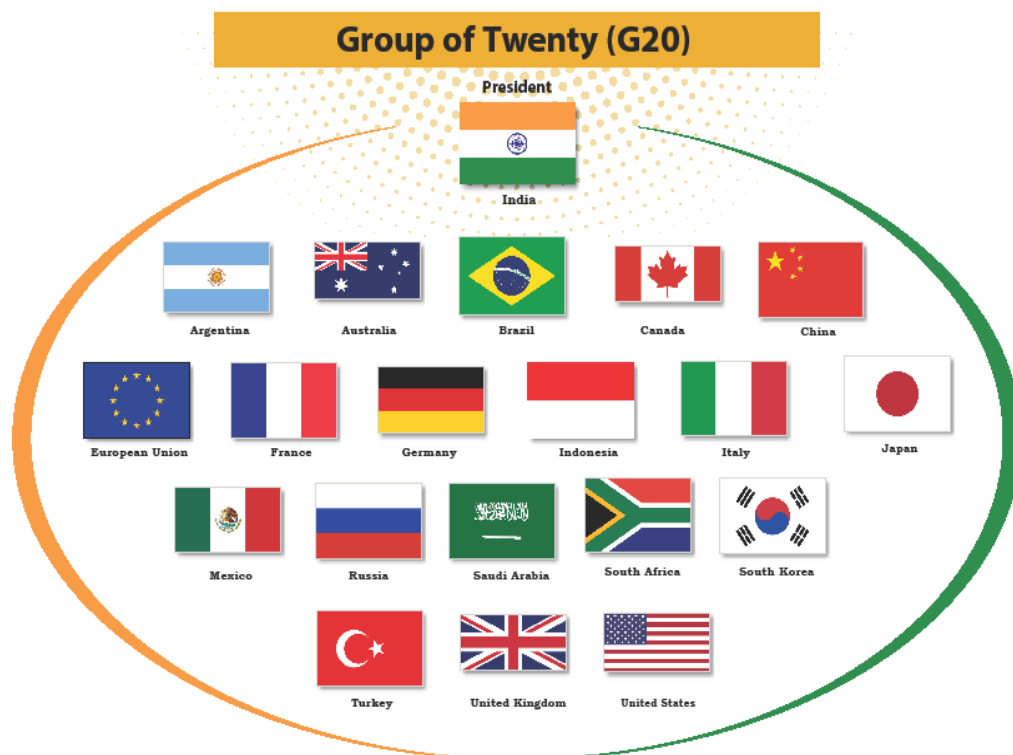 Group of Twenty (G20)
President
India
Argentina
Australia
Brazil
Canada
China
European Union
France
Germany
Indonesia
Italy
Japan
Mexico
Russia
Saudi Arabia
South Africa
South Korea
Turkey
United Kingdom
United States